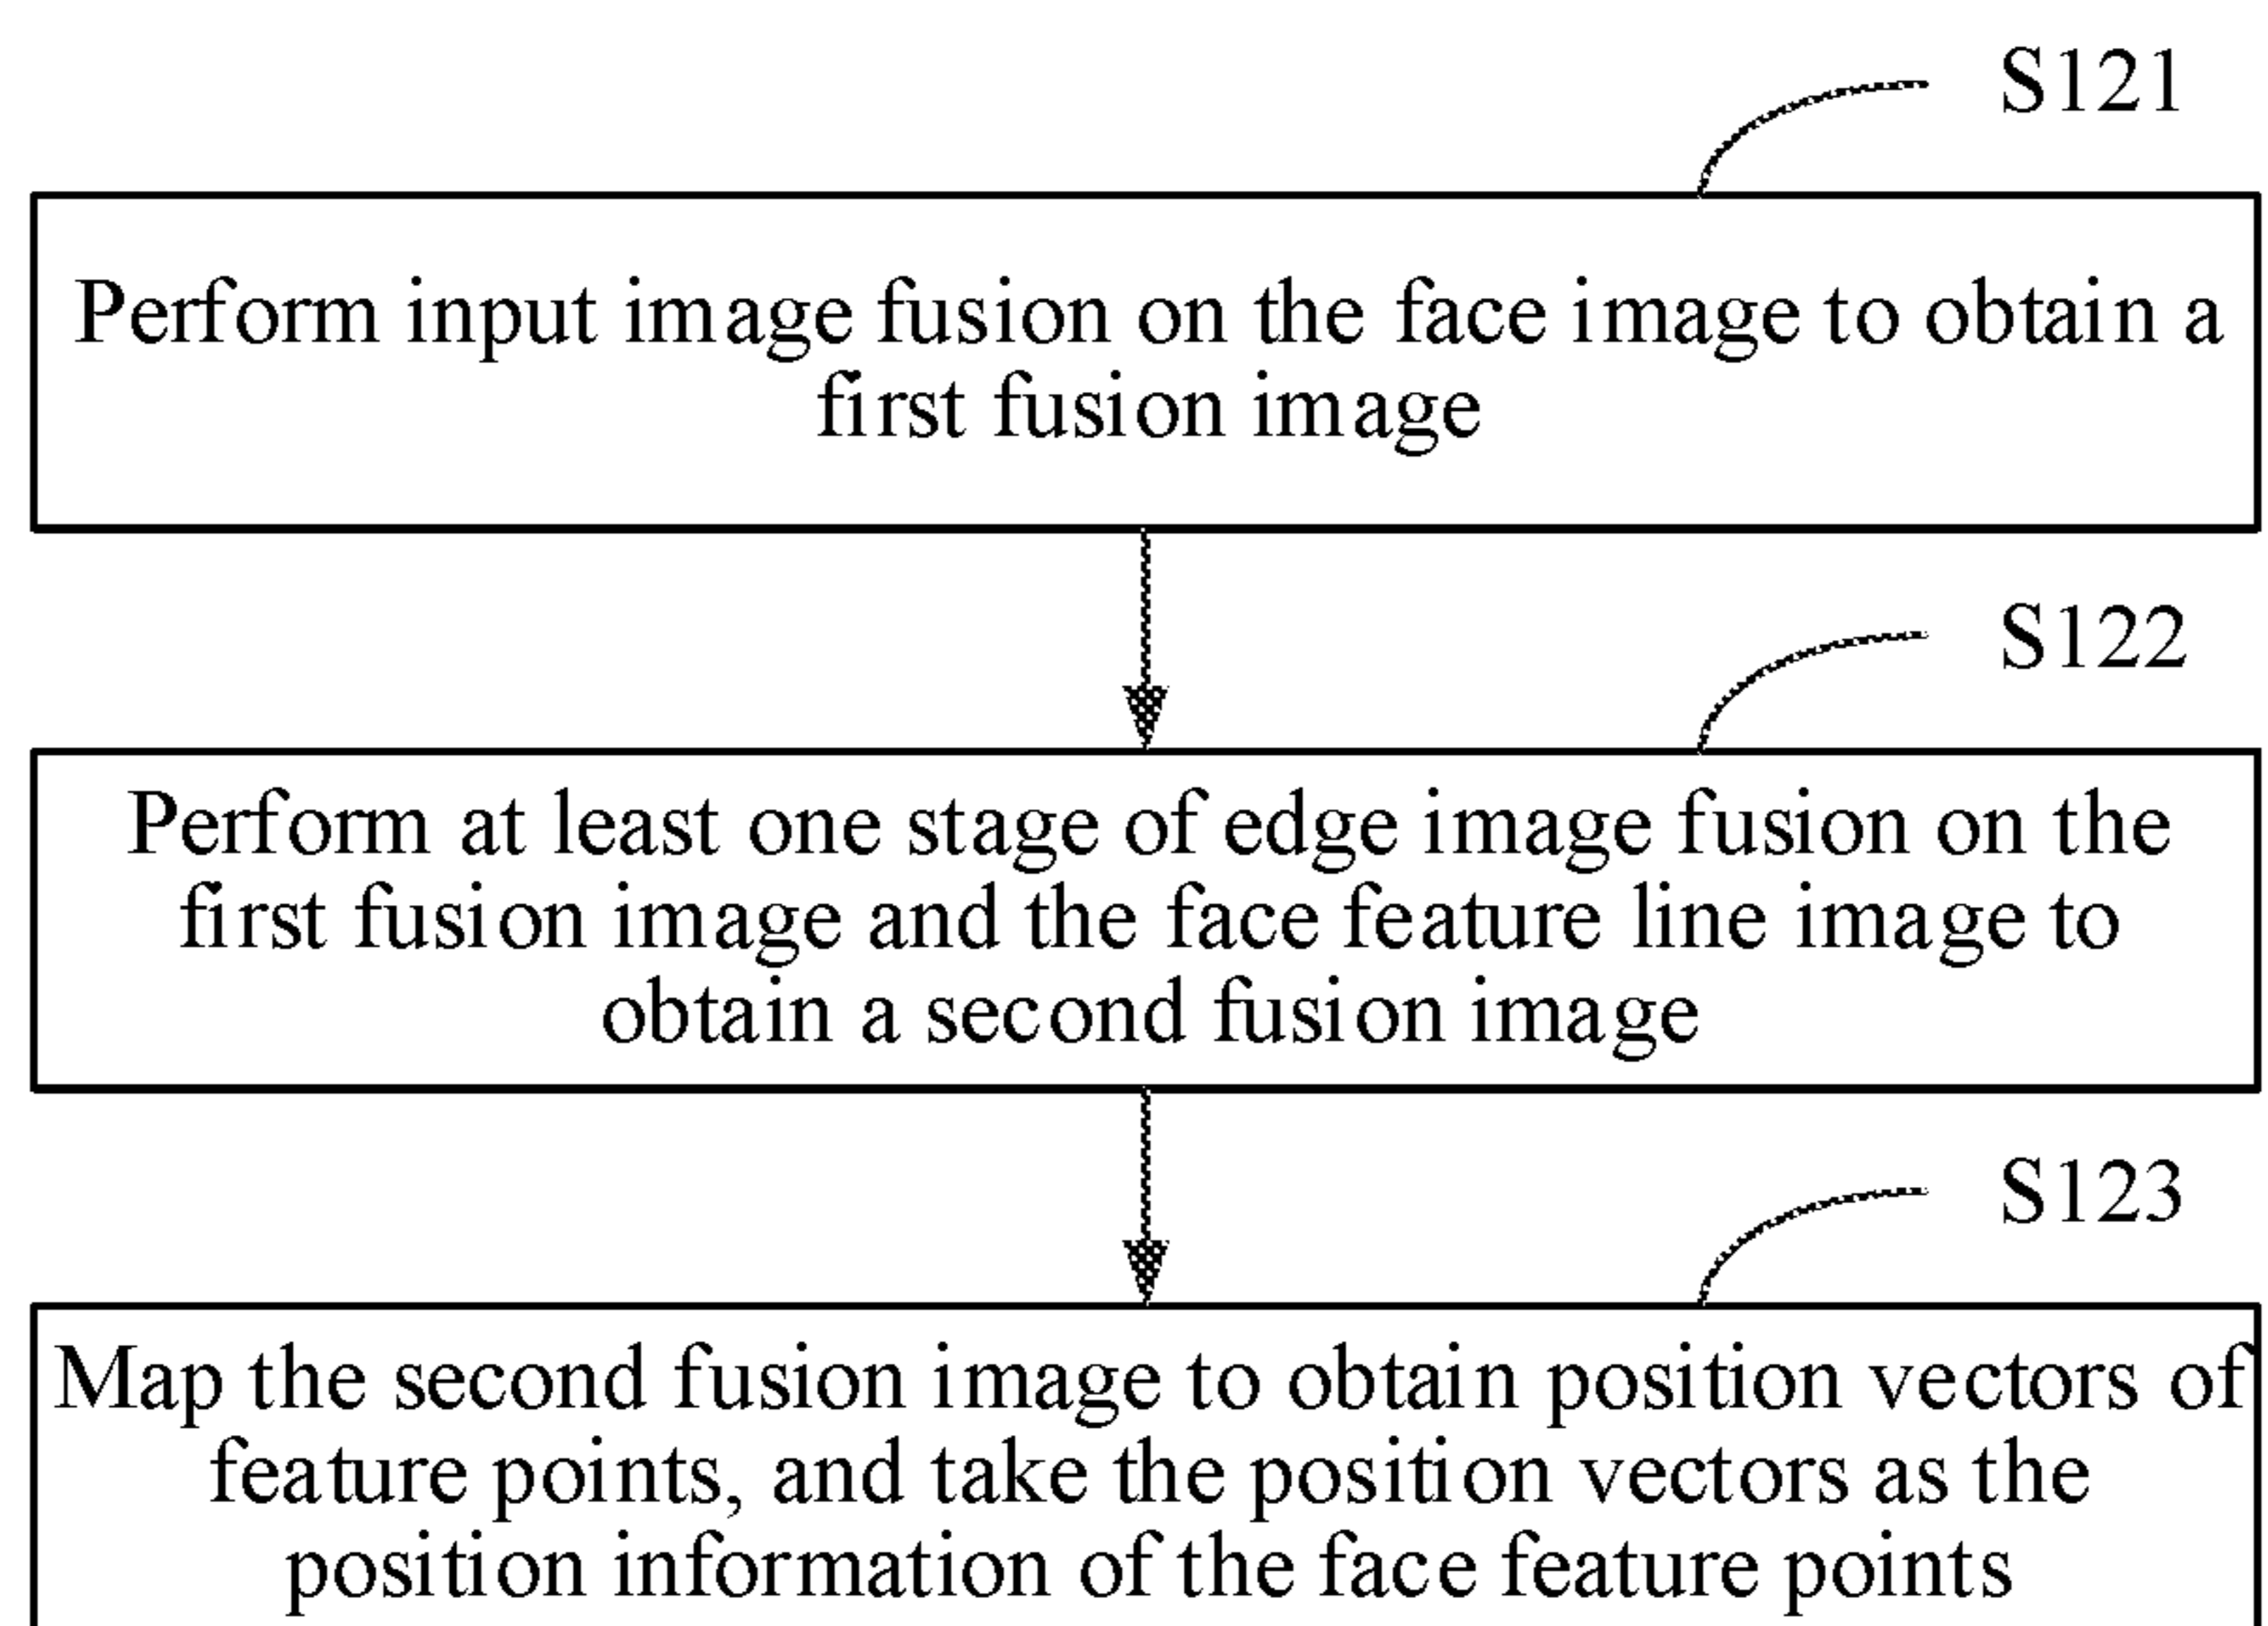 S121
Perform input image fusion on the face image to obtain a
first fusion image
S122
Perform at least one stage of edge image fusion on the
first fusion image and the face feature line image to
obtain a second fusion image
S123
Map the second fusion image to obtain position vectors of
feature points, and take the position vectors as the
position information of the face feature points